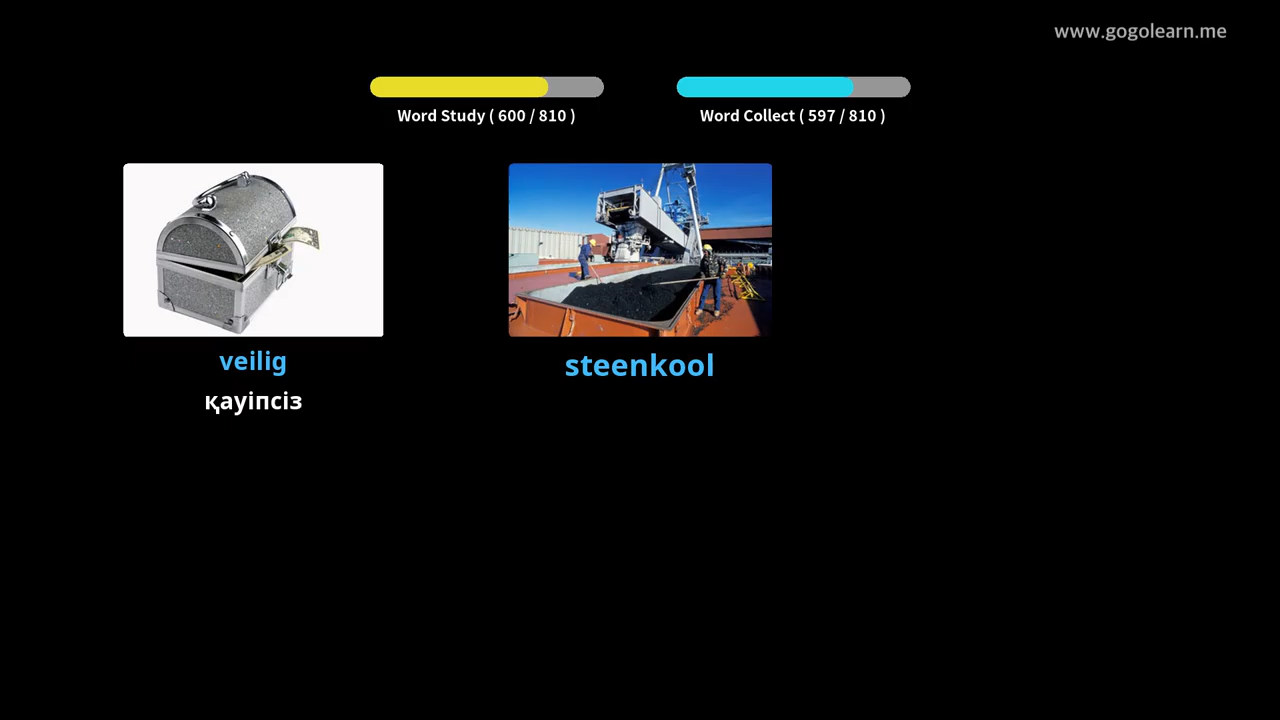 www.gogolearn.me
Word Study ( 600 / 810 )
Word Collect ( 597 / 810 )
veilig
қауіпсіз
steenkool